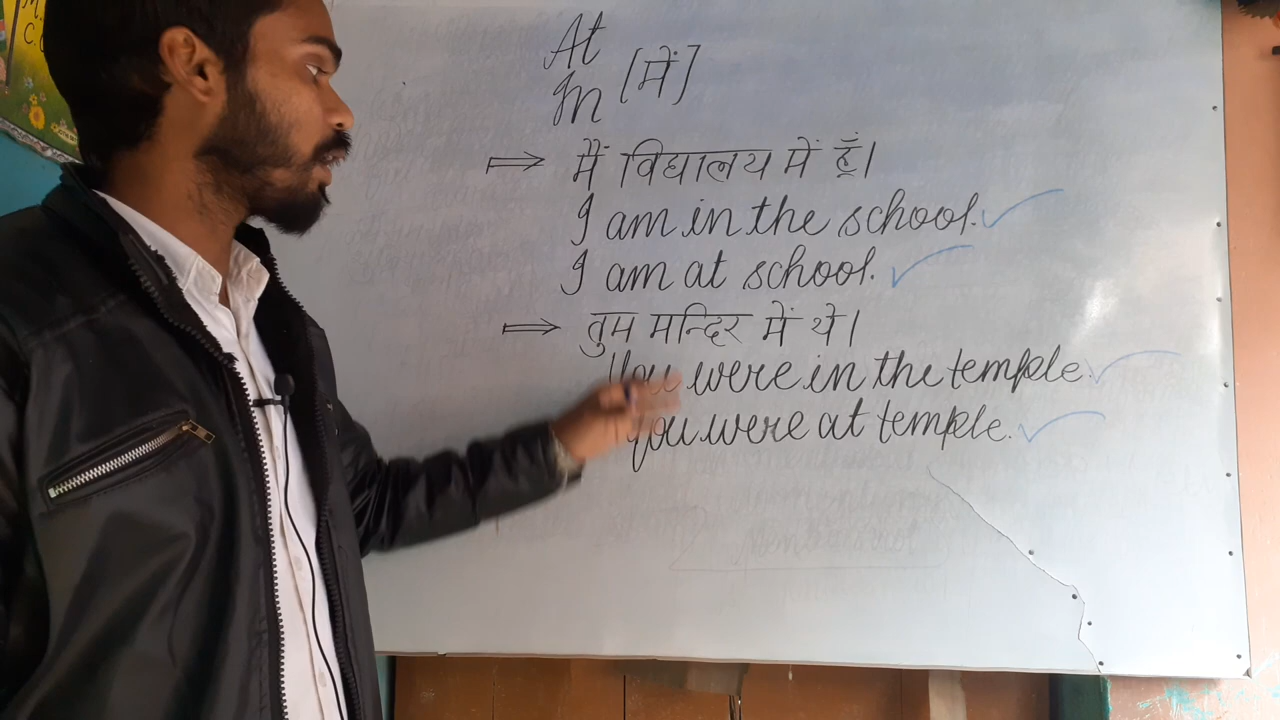 At
In [में]
⇒ मैं विद्यालय में हूँ।
I am in the school. ✓
I am at school. ✓
⇒ तुम मन्दिर में थे।
You were in the temple. ✓
You were at temple. ✓